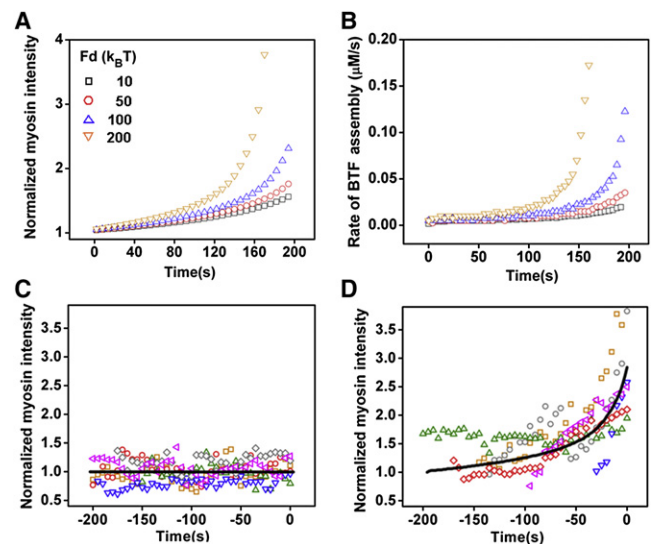 A
Normalized myosin intensity
4
3
2
1
Fd (kBT)
10
50
100
200
0 40 80 120 160 200
Time(s)
B
Rate of BTF assembly (µM/s)
0.20
0.15
0.10
0.05
0.00
0 50 100 150 200
Time(s)
C
Normalized myosin intensity
3.5
3.0
2.5
2.0
1.5
1.0
0.5
-200 -150 -100 -50 0
Time(s)
D
Normalized myosin intensity
3.5
3.0
2.5
2.0
1.5
1.0
0.5
-200 -150 -100 -50 0
Time(s)